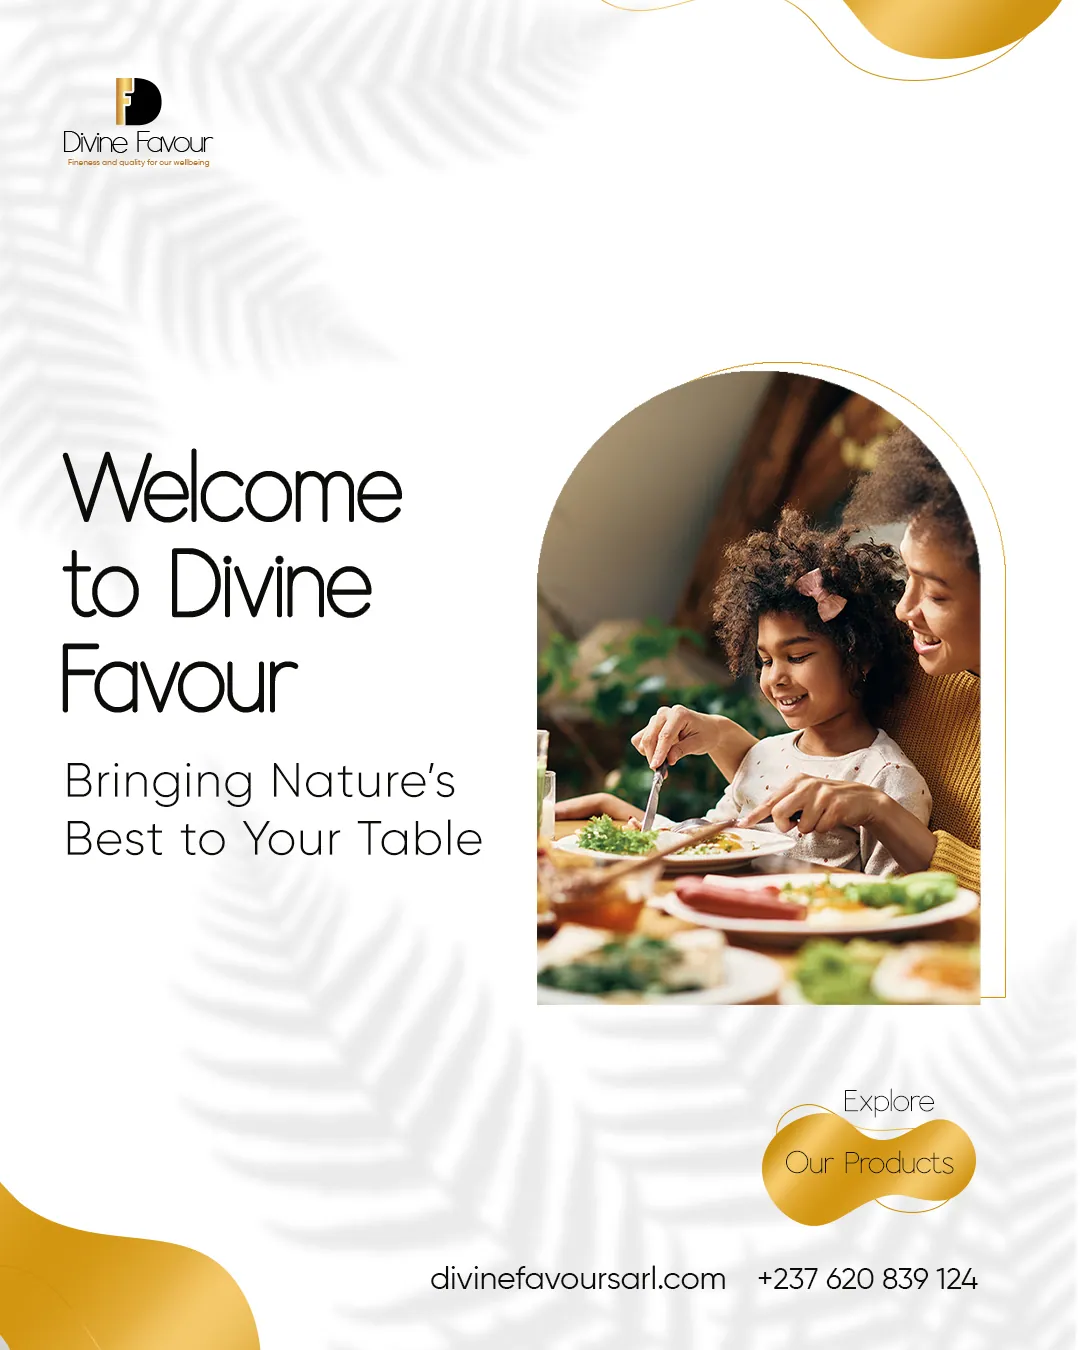 Divine Favour
Fineness and quality for our wellbeing
Welcome
to Divine
Favour
Bringing Nature’s
Best to Your Table
Explore
Our Products
divinefavoursarl.com +237 620 839 124